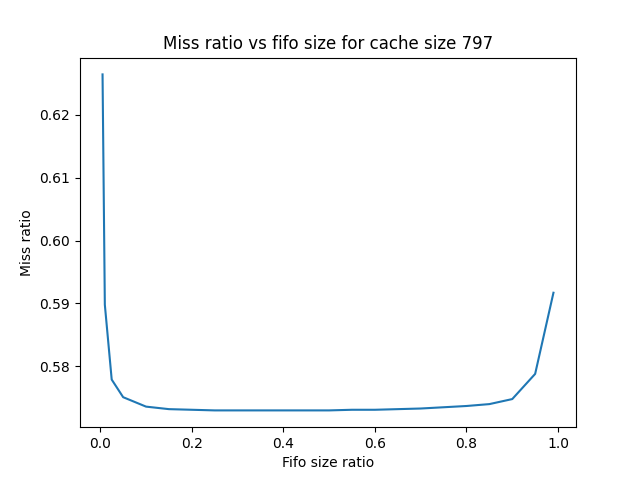 Miss ratio vs fifo size for cache size 797
0.62
0.61
0.60
0.59
0.58
Miss ratio
0.0 0.2 0.4 0.6 0.8 1.0
Fifo size ratio